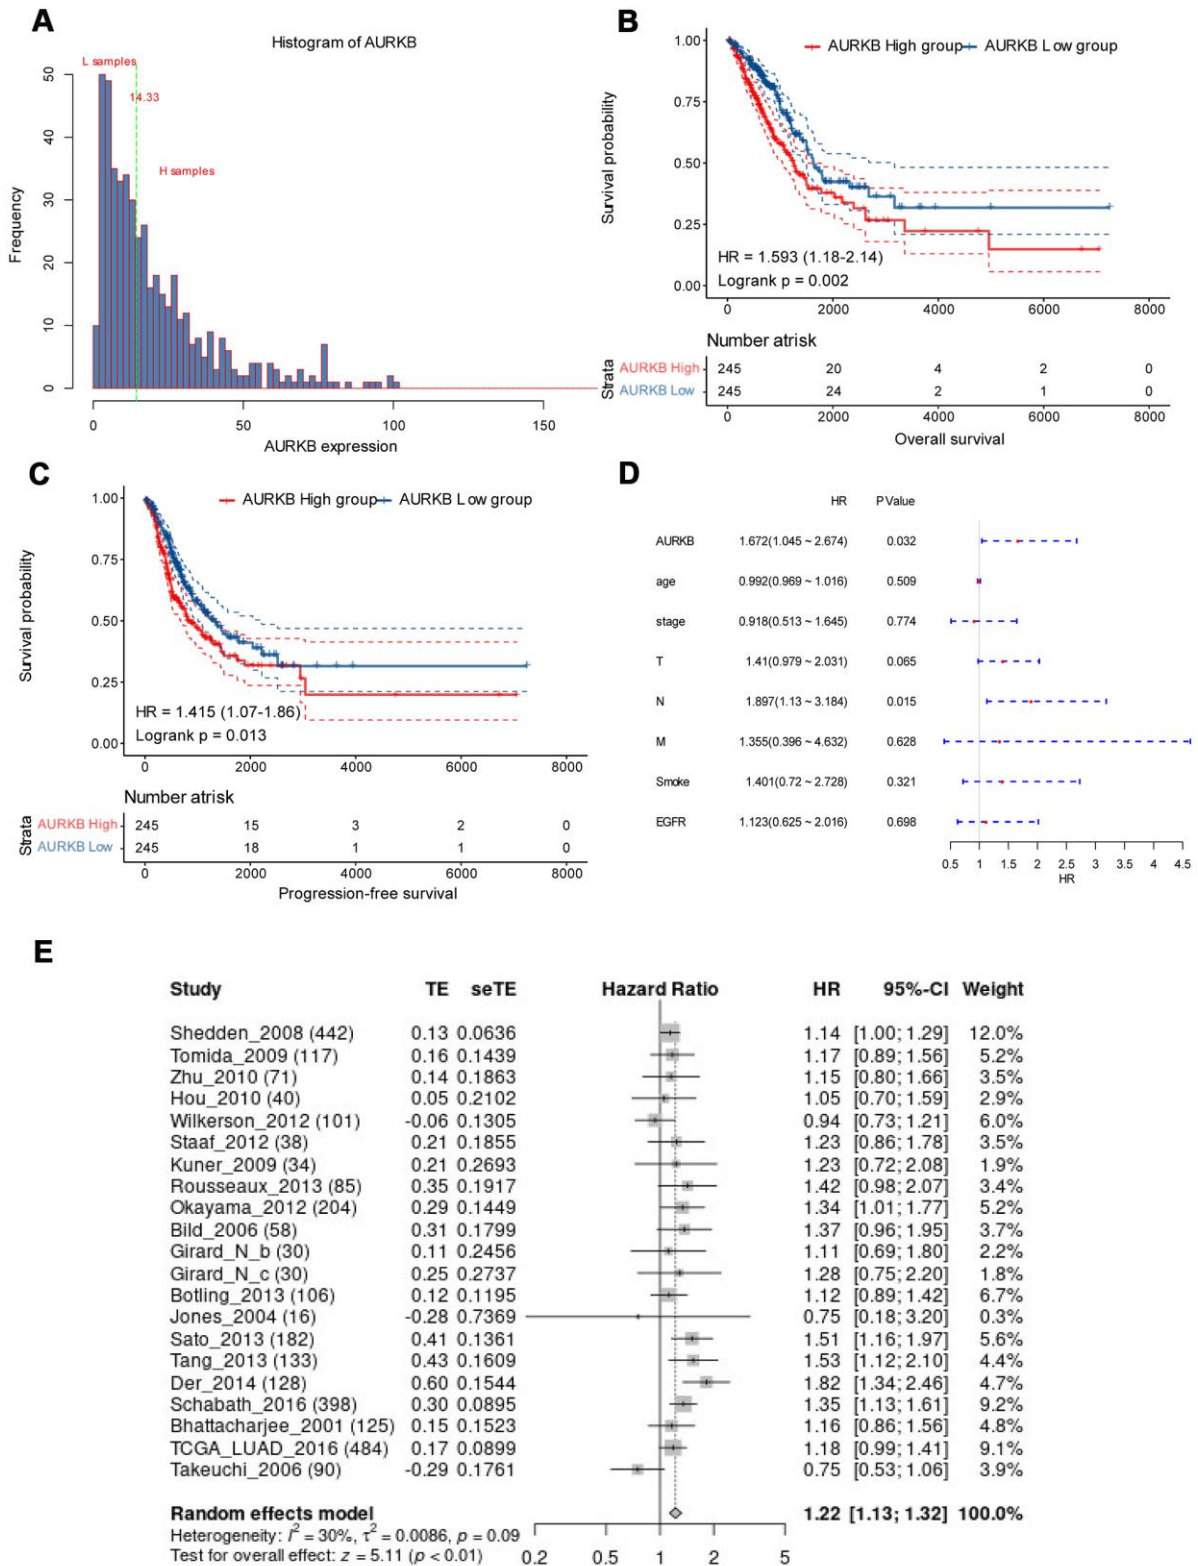 A
Histogram of AURKB
L samples
14.33
H samples
Frequency
0 10 20 30 40 50
0 50 100 150
AURKB expression
B
AURKB High group AURKB Low group
Survival probability
1.00
0.75
0.50
0.25
0.00
HR = 1.593 (1.18-2.14)
Logrank p = 0.002
0 2000 4000 6000 8000
Number atrisk
Strata
AURKB High 245 20 4 2 0
AURKB Low 245 24 2 1 0
0 2000 4000 6000 8000
Overall survival
C
AURKB High group AURKB Low group
Survival probability
1.00
0.75
0.50
0.25
0.00
HR = 1.415 (1.07-1.86)
Logrank p = 0.013
0 2000 4000 6000 8000
Number atrisk
Strata
AURKB High 245 15 3 2 0
AURKB Low 245 18 1 1 0
0 2000 4000 6000 8000
Progression-free survival
D
HR P Value
AURKB 1.672(1.045 ~ 2.674) 0.032
age 0.992(0.969 ~ 1.016) 0.509
stage 0.918(0.513 ~ 1.645) 0.774
T 1.41(0.979 ~ 2.031) 0.065
N 1.897(1.13 ~ 3.184) 0.015
M 1.355(0.396 ~ 4.632) 0.628
Smoke 1.401(0.72 ~ 2.728) 0.321
EGFR 1.123(0.625 ~ 2.016) 0.698
0.5 1 1.5 2 2.5 3 3.5 4 4.5
HR
E
Study TE seTE Hazard Ratio HR 95%-CI Weight
Shedden_2008 (442) 0.13 0.0636 1.14 [1.00; 1.29] 12.0%
Tomida_2009 (117) 0.16 0.1439 1.17 [0.89; 1.56] 5.2%
Zhu_2010 (71) 0.14 0.1863 1.15 [0.80; 1.66] 3.5%
Hou_2010 (40) 0.05 0.2102 1.05 [0.70; 1.59] 2.9%
Wilkerson_2012 (101) -0.06 0.1305 0.94 [0.73; 1.21] 6.0%
Staaf_2012 (38) 0.21 0.1855 1.23 [0.86; 1.78] 3.5%
Kuner_2009 (34) 0.21 0.2693 1.23 [0.72; 2.08] 1.9%
Rousseaux_2013 (85) 0.35 0.1917 1.42 [0.98; 2.07] 3.4%
Okayama_2012 (204) 0.29 0.1449 1.34 [1.01; 1.77] 5.2%
Bild_2006 (58) 0.31 0.1799 1.37 [0.96; 1.95] 3.7%
Girard_N_b (30) 0.11 0.2456 1.11 [0.69; 1.80] 2.2%
Girard_N_c (30) 0.25 0.2737 1.28 [0.75; 2.20] 1.8%
Botling_2013 (106) 0.12 0.1195 1.12 [0.89; 1.42] 6.7%
Jones_2004 (16) -0.28 0.7369 0.75 [0.18; 3.20] 0.3%
Sato_2013 (182) 0.41 0.1361 1.51 [1.16; 1.97] 5.6%
Tang_2013 (133) 0.43 0.1609 1.53 [1.12; 2.10] 4.4%
Der_2014 (128) 0.60 0.1544 1.82 [1.34; 2.46] 4.7%
Schabath_2016 (398) 0.30 0.0895 1.35 [1.13; 1.61] 9.2%
Bhattacharjee_2001 (125) 0.15 0.1523 1.16 [0.86; 1.56] 4.8%
TCGA_LUAD_2016 (484) 0.17 0.0899 1.18 [0.99; 1.41] 9.1%
Takeuchi_2006 (90) -0.29 0.1761 0.75 [0.53; 1.06] 3.9%
Random effects model 1.22 [1.13; 1.32] 100.0%
Heterogeneity: I² = 30%, τ² = 0.0086, p = 0.09
Test for overall effect: z = 5.11 (p < 0.01)
0.2 0.5 1 2 5